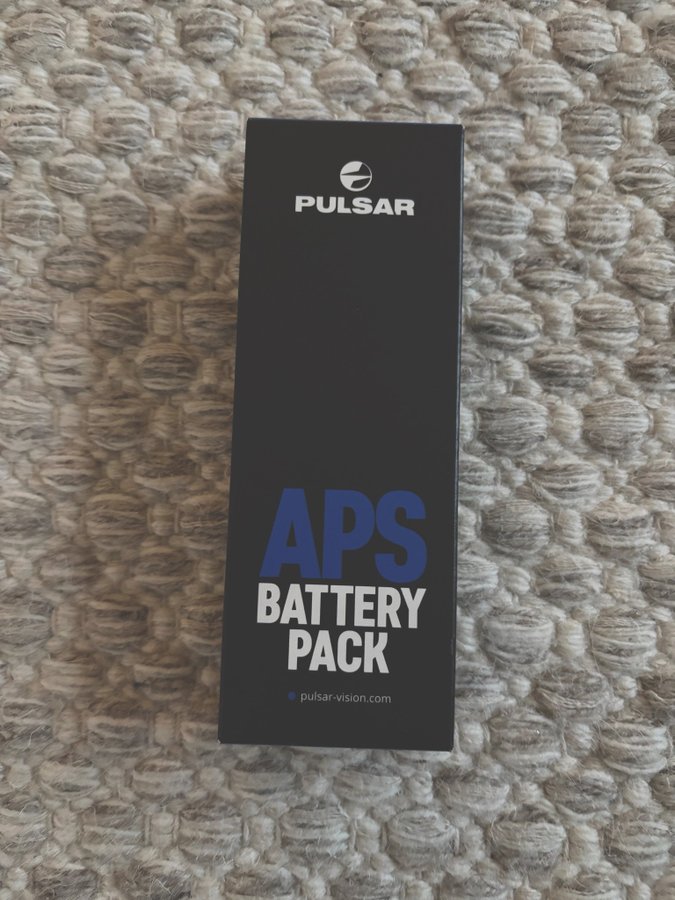 PULSAR
APS
BATTERY
PACK
pulsar-vision.com